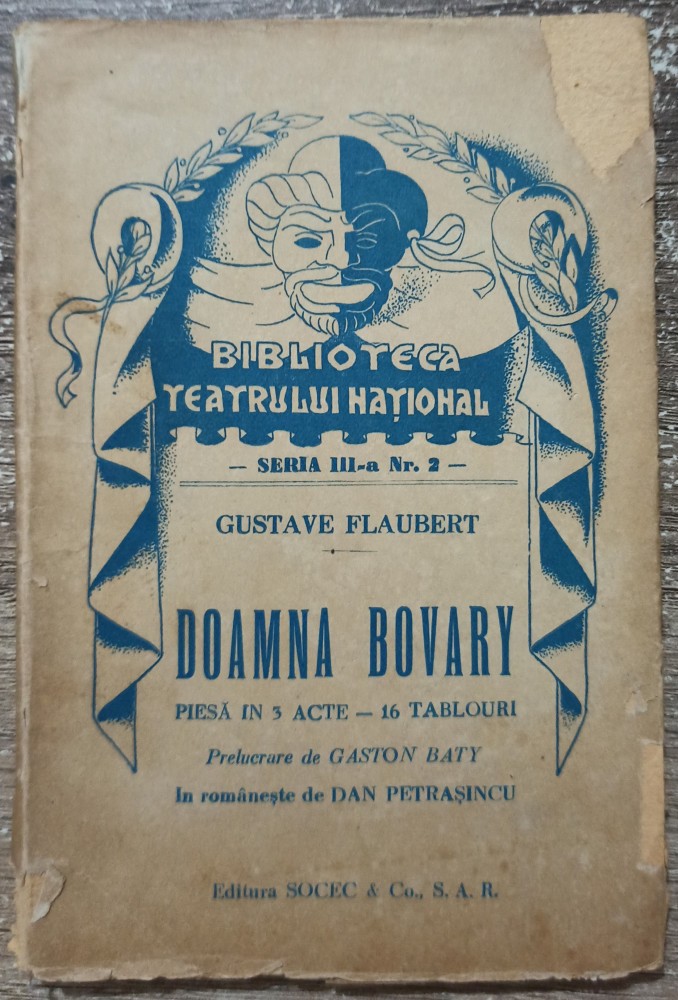 BIBLIOTECA
TEATRULUI NAȚIONAL
— SERIA III-a Nr. 2 —
GUSTAVE FLAUBERT
DOAMNA BOVARY
PIESĂ IN 3 ACTE — 16 TABLOURI
Prelucrare de GASTON BATY
In românește de DAN PETRAȘINCU
Editura SOCEC & Co., S. A. R.